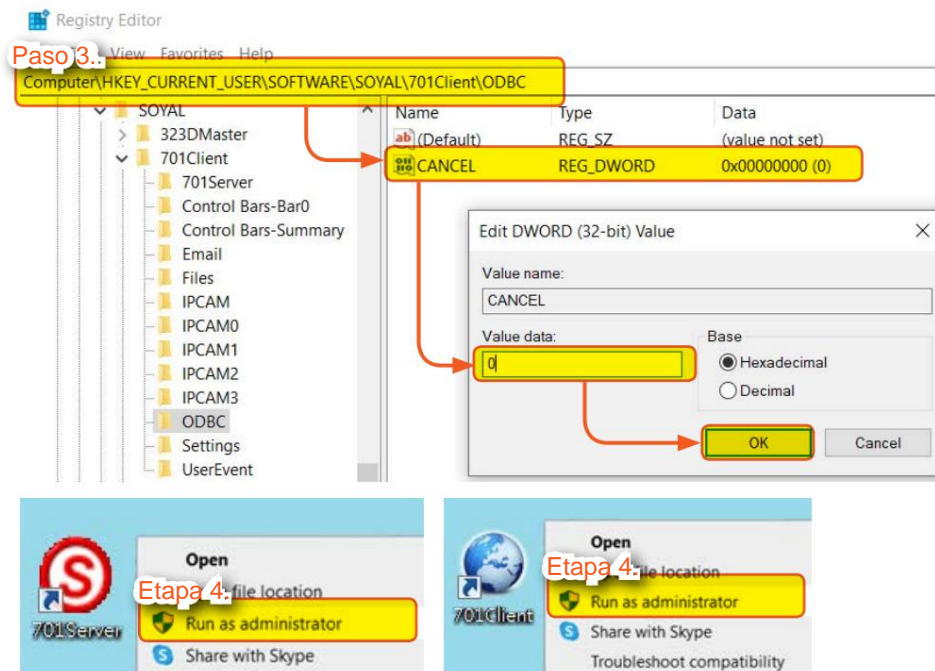 Registry Editor
Paso 3.:
View Favorites Help
Computer\HKEY_CURRENT_USER\SOFTWARE\SOYAL\701Client\ODBC
SOYAL
323DMaster
701Client
701Server
Control Bars-Bar0
Control Bars-Summary
Email
Files
IPCAM
IPCAM0
IPCAM1
IPCAM2
IPCAM3
ODBC
Settings
UserEvent
Name Type Data
ab (Default) REG_SZ (value not set)
CANCEL REG_DWORD 0x00000000 (0)
Edit DWORD (32-bit) Value
Value name:
CANCEL
Value data:
0
Base
Hexadecimal
Decimal
OK Cancel
S
701Server
Open
Etapa 4:
file location
Run as administrator
Share with Skype
701Client
Open
Etapa 4:
file location
Run as administrator
S
Share with Skype
Troubleshoot compatibility